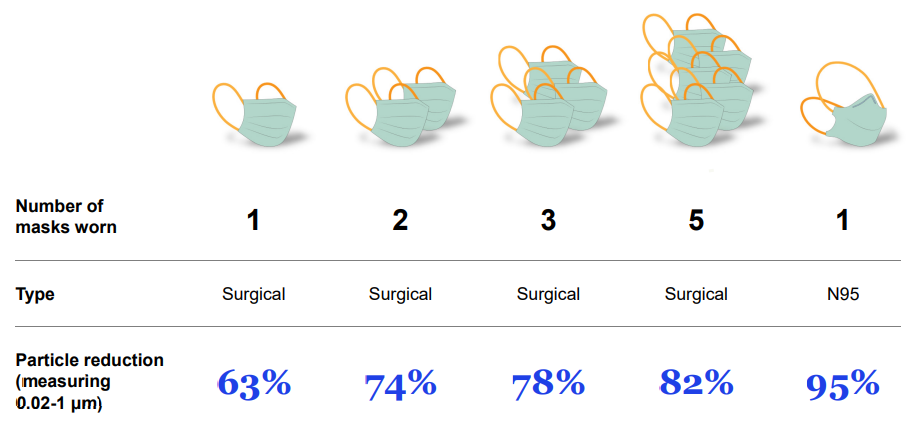 Number of
masks worn
1 2 3 5 1
Type Surgical Surgical Surgical Surgical N95
Particle reduction
(measuring
0.02-1 μm)
63% 74% 78% 82% 95%